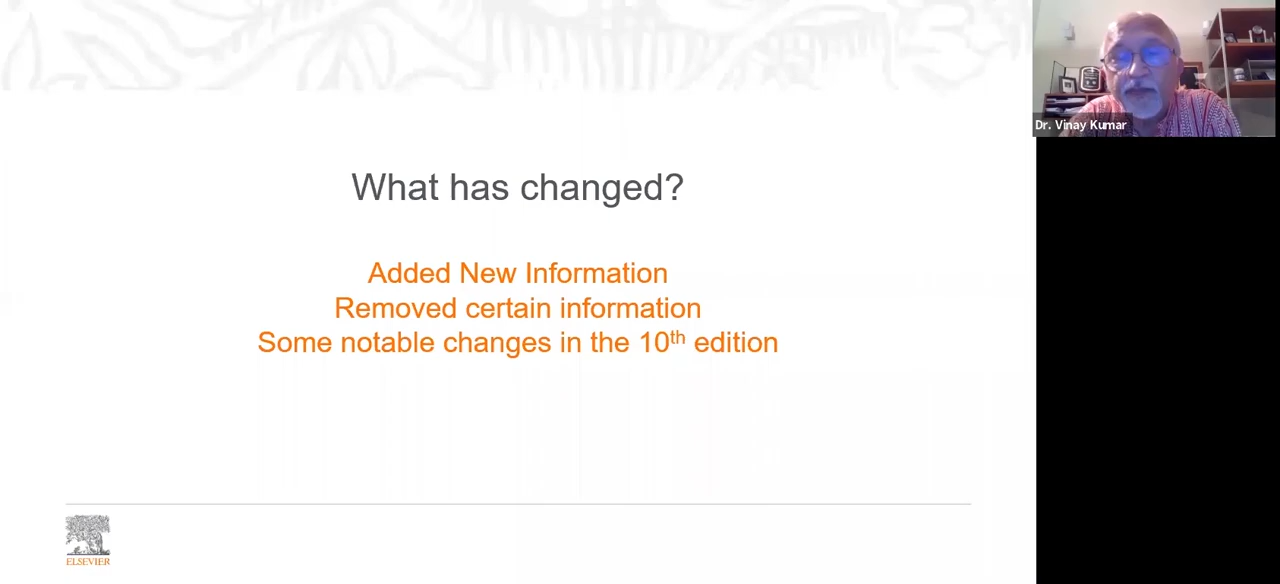 Dr. Vinay Kumar
What has changed?
Added New Information
Removed certain information
Some notable changes in the 10th edition
ELSEVIER